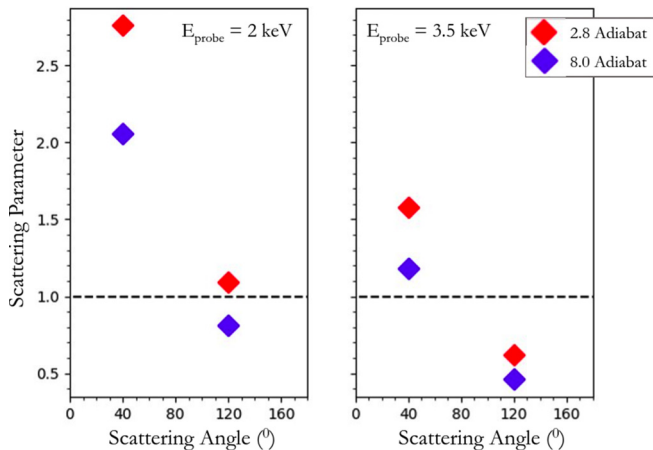 E_probe = 2 keV
E_probe = 3.5 keV
2.8 Adiabat
8.0 Adiabat
Scattering Parameter
2.5
2.0
1.5
1.0
0.5
0 40 80 120 160
0 40 80 120 160
Scattering Angle (⁰)
Scattering Angle (⁰)